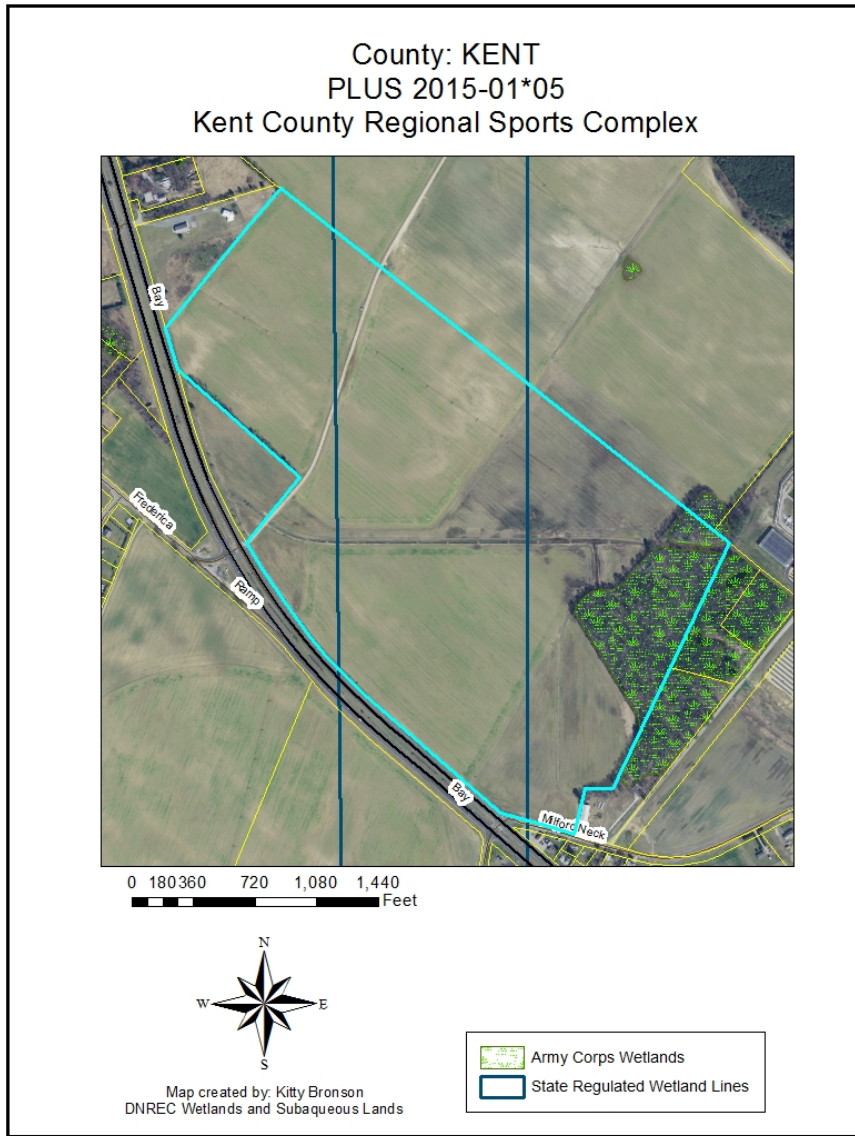 County: KENT
PLUS 2015-01*05
Kent County Regional Sports Complex
Bay
Frederica
Ramp
Bay
Milford Neck
0 180 360 720 1,080 1,440
Feet
N
W E
S
Map created by: Kitty Bronson
DNREC Wetlands and Subaqueous Lands
Army Corps Wetlands
State Regulated Wetland Lines